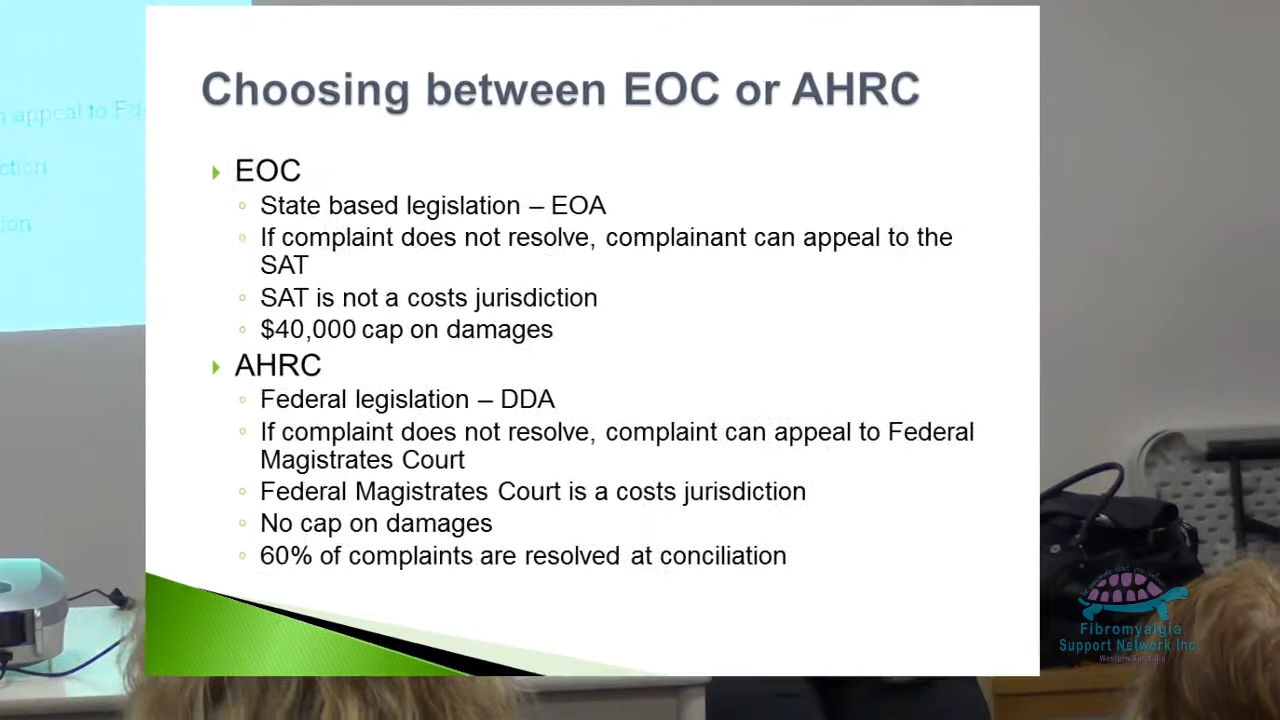 Choosing between EOC or AHRC
EOC
State based legislation – EOA
If complaint does not resolve, complainant can appeal to the
SAT
SAT is not a costs jurisdiction
$40,000 cap on damages
AHRC
Federal legislation – DDA
If complaint does not resolve, complaint can appeal to Federal
Magistrates Court
Federal Magistrates Court is a costs jurisdiction
No cap on damages
60% of complaints are resolved at conciliation
appeal to
Fibromyalgia
Support Network Inc.
Western Australia